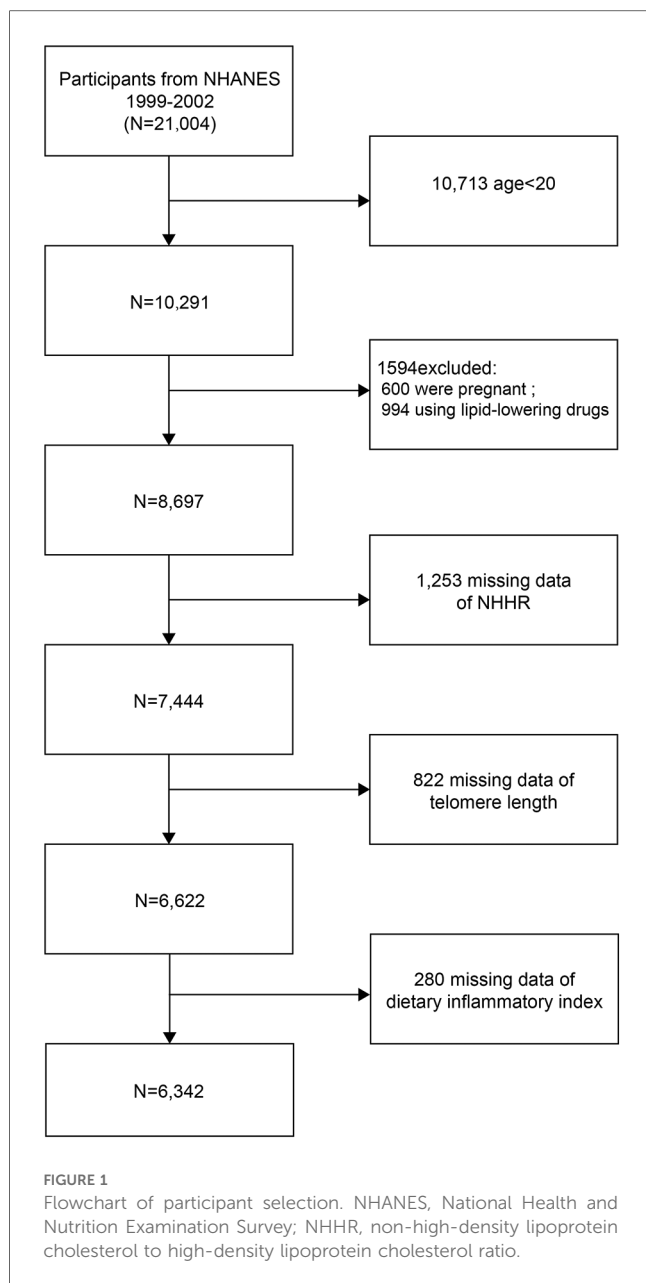 Participants from NHANES
1999-2002
(N=21,004)
10,713 age<20
N=10,291
1594excluded:
600 were pregnant ;
994 using lipid-lowering drugs
N=8,697
1,253 missing data
of NHHR
N=7,444
822 missing data of
telomere length
N=6,622
280 missing data of
dietary inflammatory index
N=6,342
FIGURE 1
Flowchart of participant selection. NHANES, National Health and
Nutrition Examination Survey; NHHR, non-high-density lipoprotein
cholesterol to high-density lipoprotein cholesterol ratio.